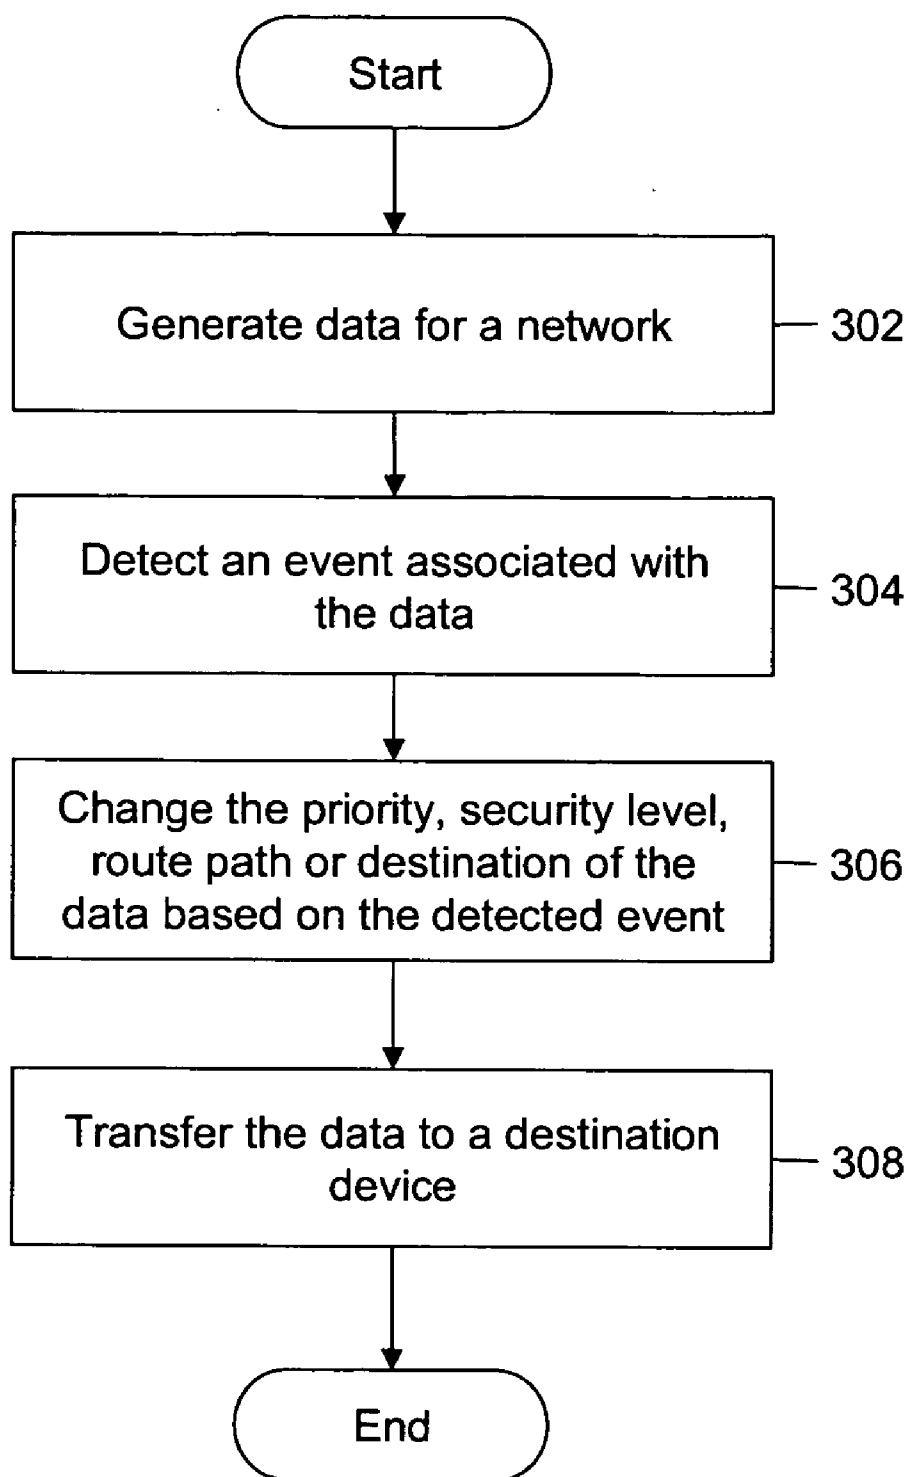 Start
Generate data for a network
302
Detect an event associated with
the data
304
Change the priority, security level,
route path or destination of the
data based on the detected event
306
Transfer the data to a destination
device
308
End